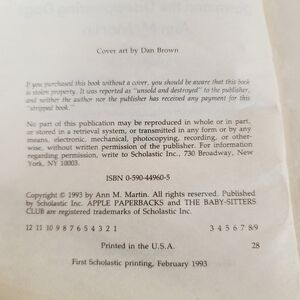 Cover art by Dan Brown
If you purchased this book without a cover, you should be aware that this book
is stolen property. It was reported as "unsold and destroyed" to the publisher,
and neither the author nor the publisher has received any payment for this
"stripped book."
No part of this publication may be reproduced in whole or in part,
or stored in a retrieval system, or transmitted in any form or by any
means, electronic, mechanical, photocopying, recording, or other-
wise, without written permission of the publisher. For information
regarding permission, write to Scholastic Inc., 730 Broadway, New
York, NY 10003.
ISBN 0-590-44960-5
Copyright © 1993 by Ann M. Martin. All rights reserved. Published
by Scholastic Inc. APPLE PAPERBACKS and THE BABY-SITTERS
CLUB are registered trademarks of Scholastic Inc.
12 11 10 9 8 7 6 5 4 3 2 1 3 4 5 6 7 8/9
Printed in the U.S.A. 28
First Scholastic printing, February 1993